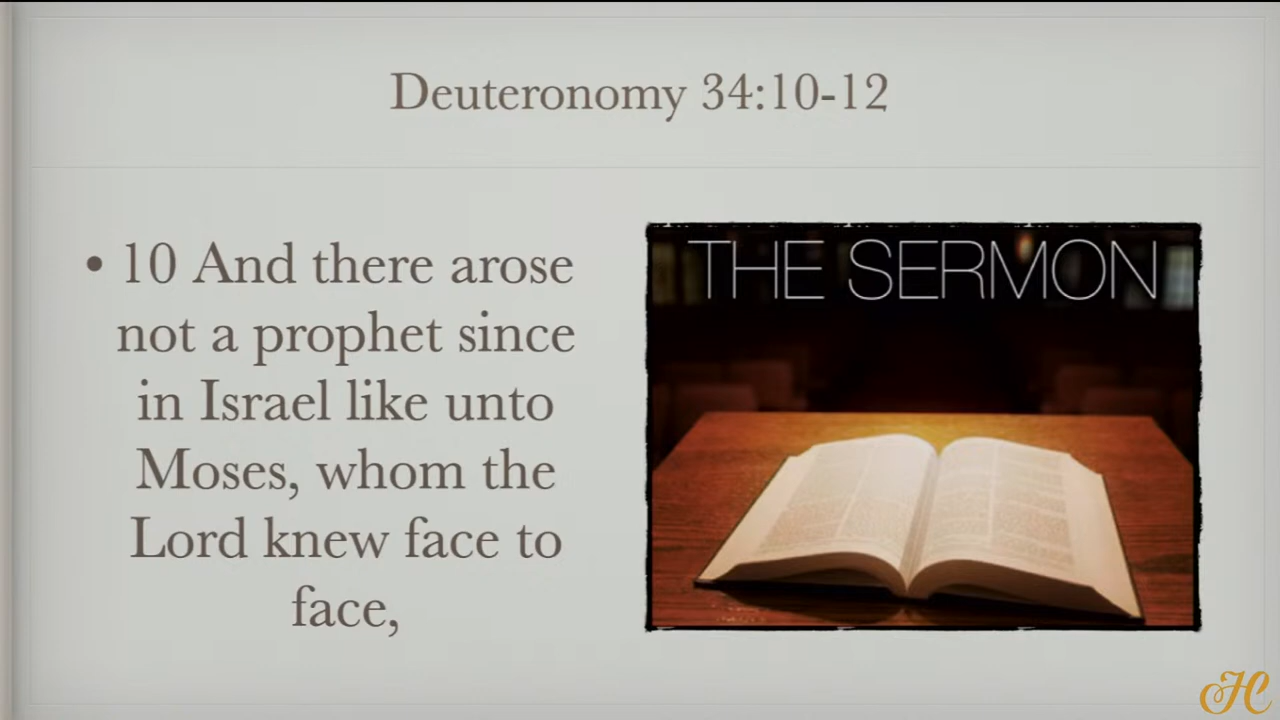 Deuteronomy 34:10-12
• 10 And there arose
not a prophet since
in Israel like unto
Moses, whom the
Lord knew face to
face,
THE SERMON
H